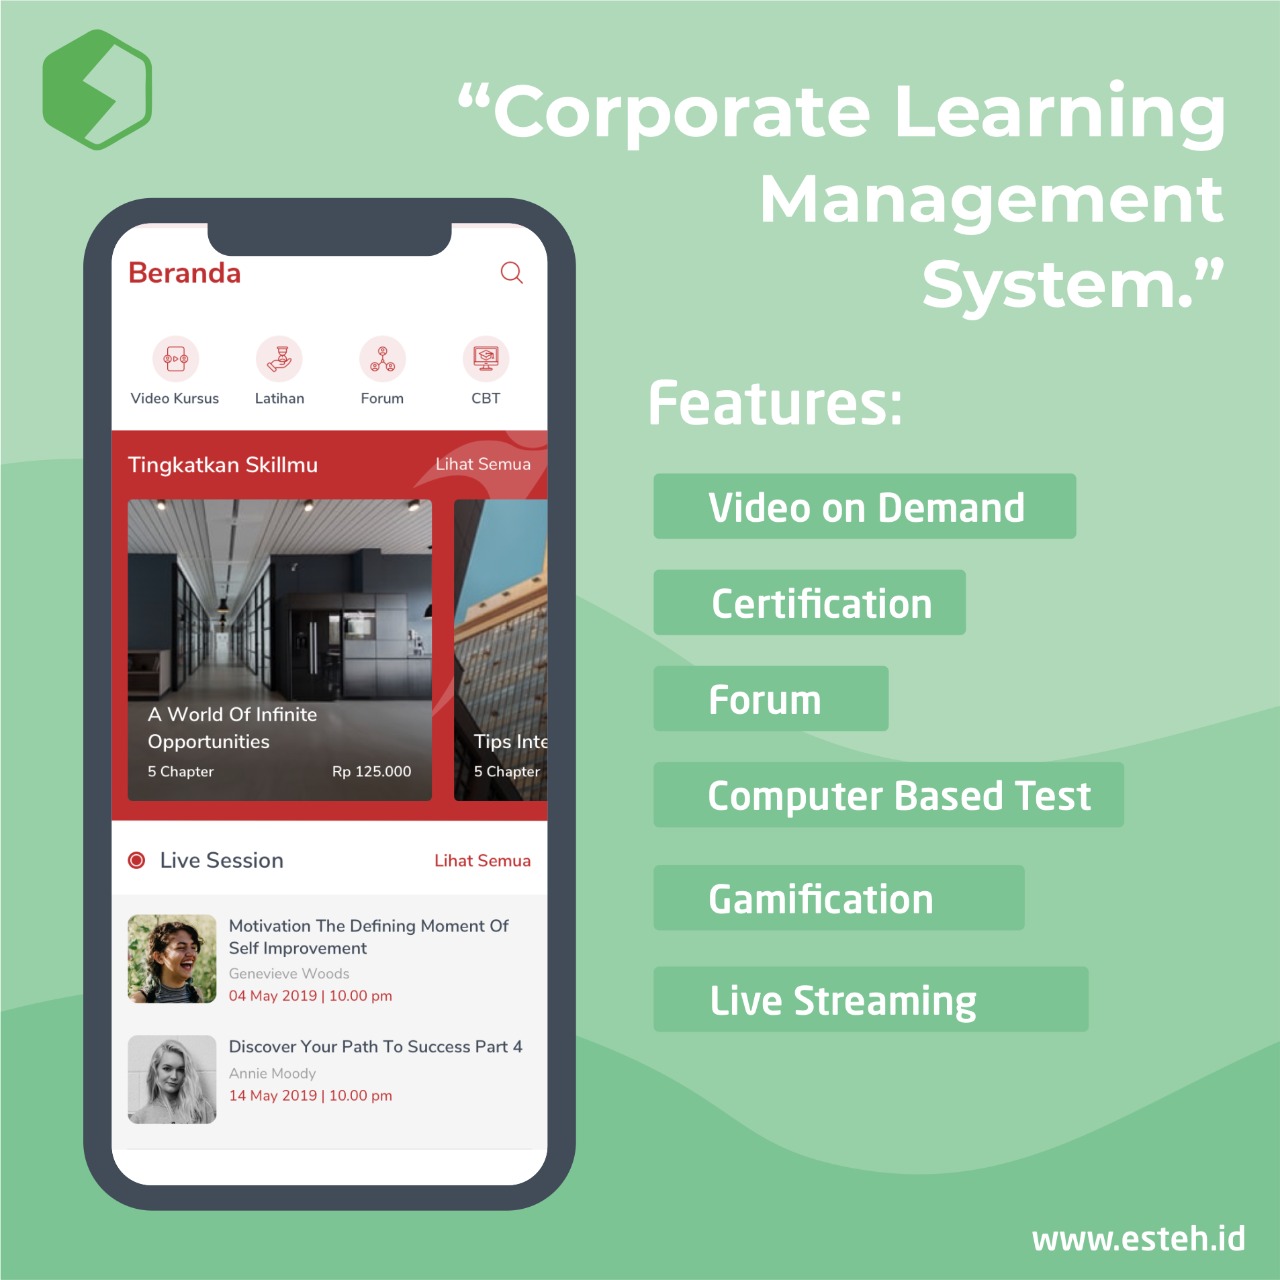 “Corporate Learning
Management
System.”
Beranda
Video Kursus
Latihan
Forum
CBT
Tingkatkan Skillmu
Lihat Semua
A World Of Infinite
Opportunities
5 Chapter
Rp 125.000
Tips Inte
5 Chapter
Live Session
Lihat Semua
Motivation The Defining Moment Of
Self Improvement
Genevieve Woods
04 May 2019 | 10.00 pm
Discover Your Path To Success Part 4
Annie Moody
14 May 2019 | 10.00 pm
Features:
Video on Demand
Certification
Forum
Computer Based Test
Gamification
Live Streaming
www.esteh.id